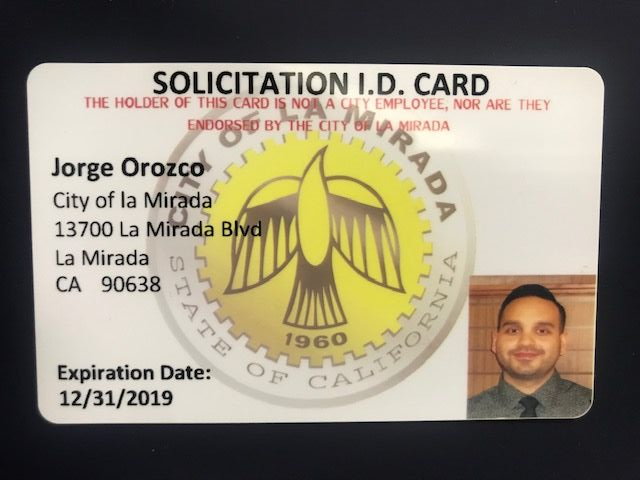 SOLICITATION I.D. CARD
THE HOLDER OF THIS CARD IS NOT A CITY EMPLOYEE, NOR ARE THEY
ENDORSED BY THE CITY OF LA MIRADA
CITY OF LA MIRADA
Jorge Orozco
City of la Mirada
13700 La Mirada Blvd
La Mirada
CA 90638
1960
STATE OF CALIFORNIA
Expiration Date:
12/31/2019